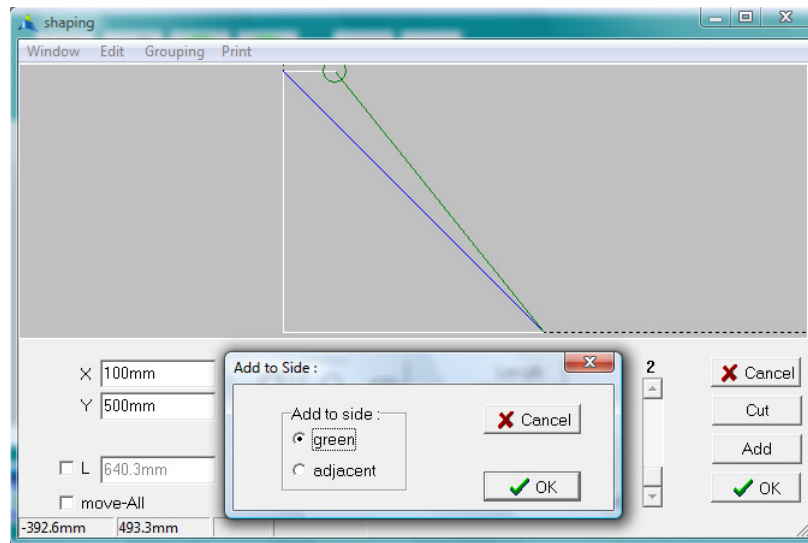 shaping
Window Edit Grouping Print
X 100mm
Y 500mm
L 640.3mm
move-All
-392.6mm 493.3mm
Add to Side :
Add to side :
green
adjacent
Cancel
OK
2
Cancel
Cut
Add
OK